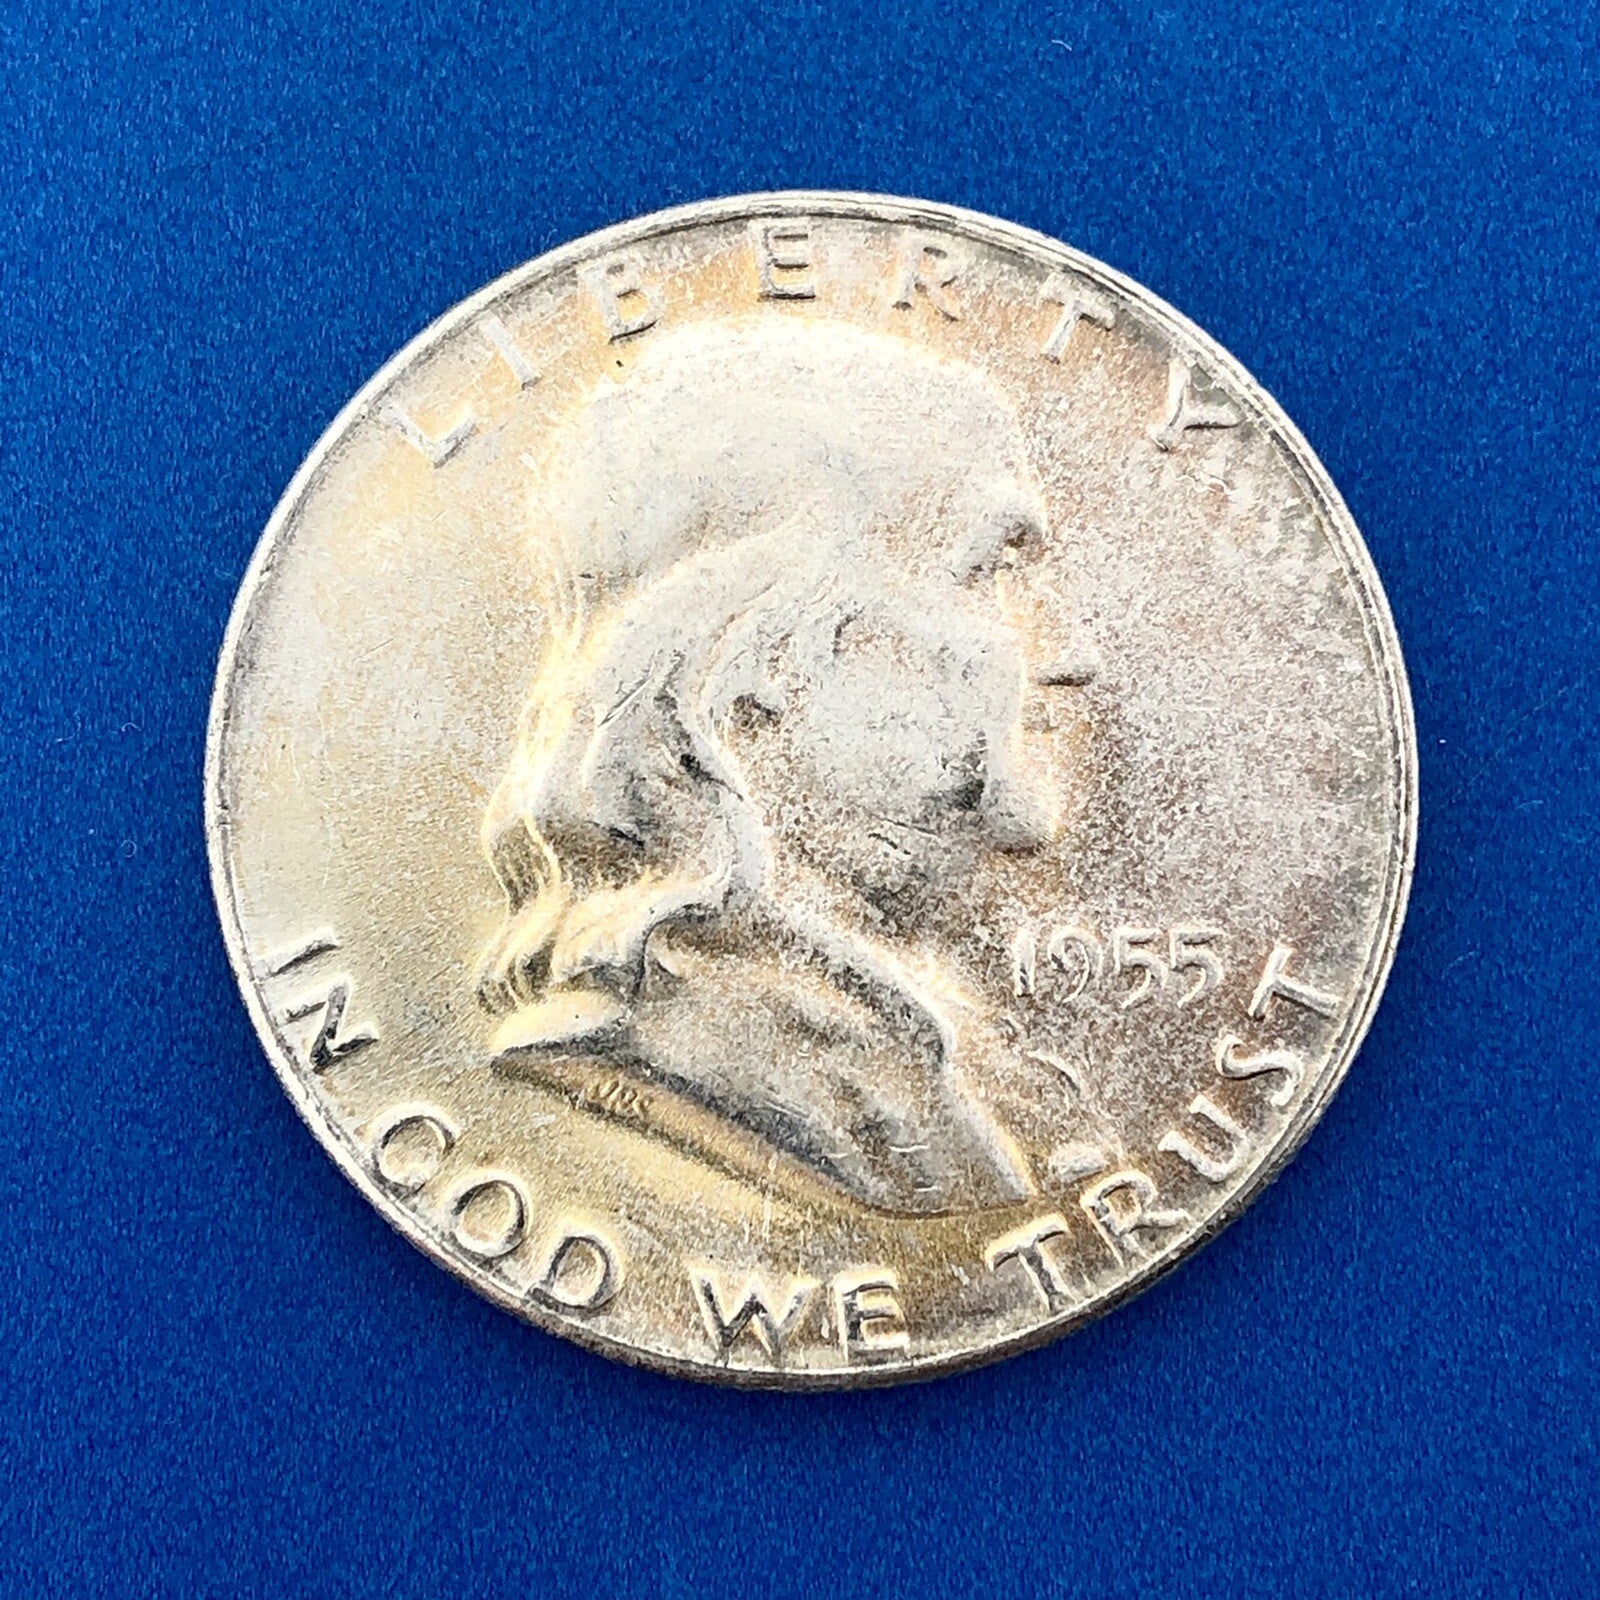 LIBERTY
1955
IN GOD WE TRUST